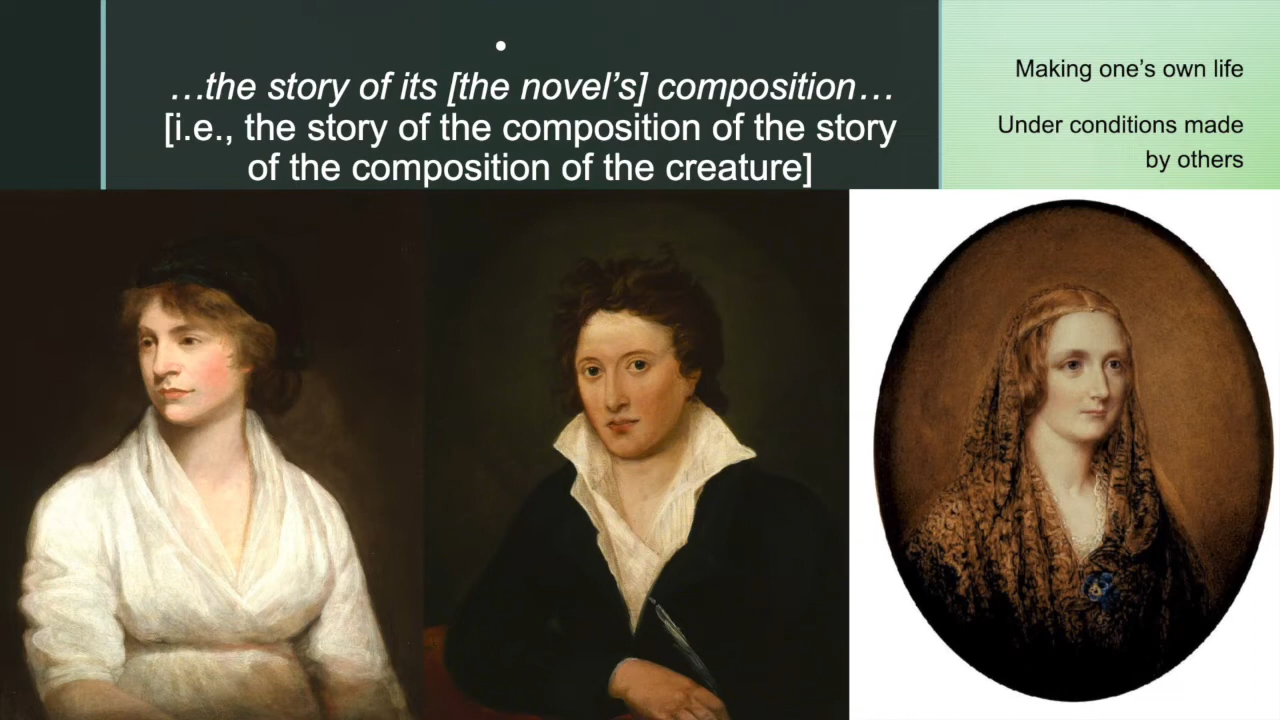 …the story of its [the novel’s] composition…
[i.e., the story of the composition of the story
of the composition of the creature]
Making one’s own life
Under conditions made
by others